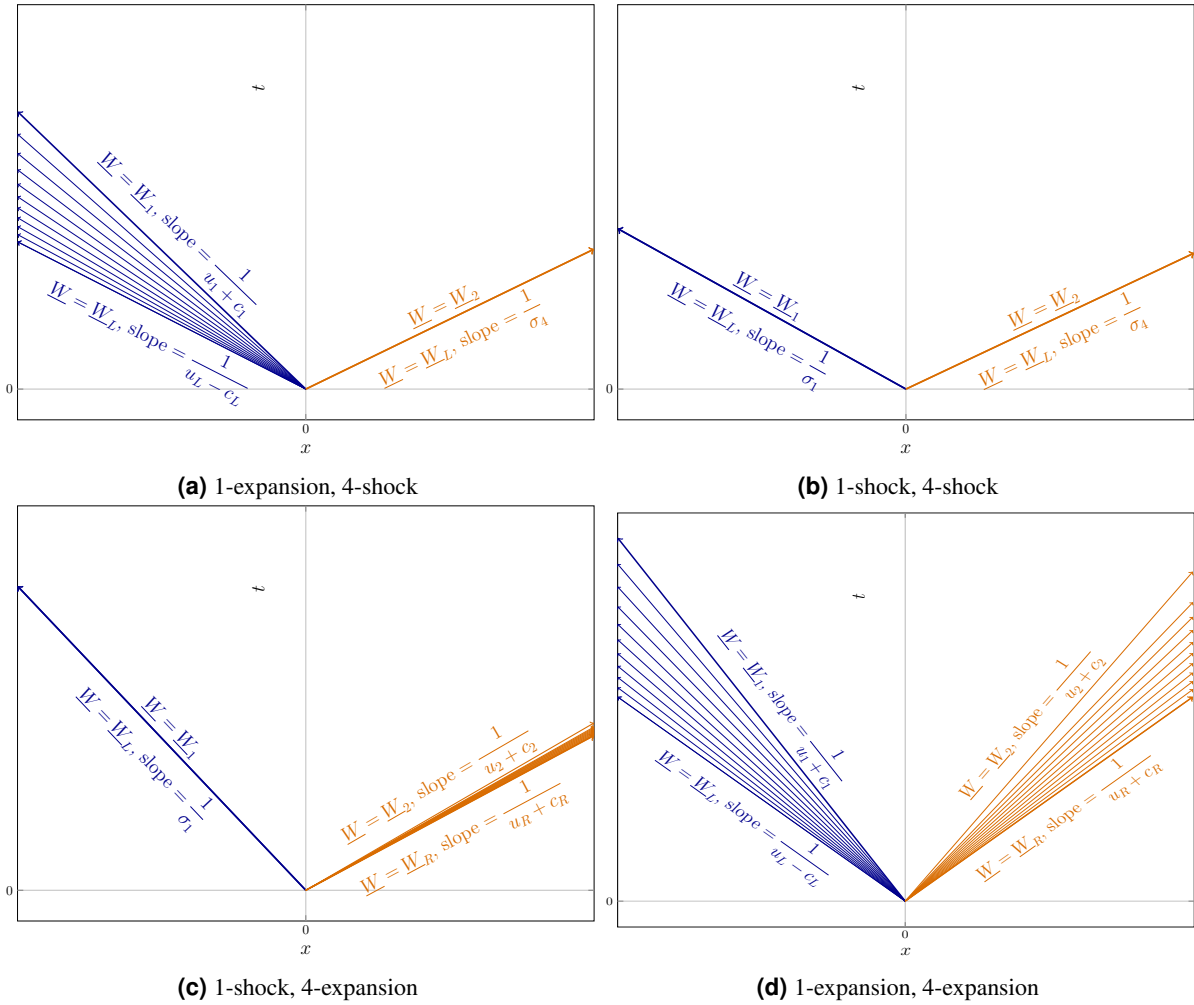 t
W = W_1, slope = 1/(u_1 + c_1)
W = W_L, slope = 1/(u_L − c_L)
W = W_2
W = W_L, slope = 1/σ_4
0
0
x
(a) 1-expansion, 4-shock
t
W = W_1
W = W_L, slope = 1/σ_1
W = W_2
W = W_L, slope = 1/σ_4
0
0
x
(b) 1-shock, 4-shock
t
W = W_1
W = W_L, slope = 1/σ_1
W = W_2, slope = 1/(u_2 + c_2)
W = W_R, slope = 1/(u_R + c_R)
0
0
x
(c) 1-shock, 4-expansion
t
W = W_1, slope = 1/(u_1 + c_1)
W = W_L, slope = 1/(u_L − c_L)
W = W_2, slope = 1/(u_2 + c_2)
W = W_R, slope = 1/(u_R + c_R)
0
0
x
(d) 1-expansion, 4-expansion